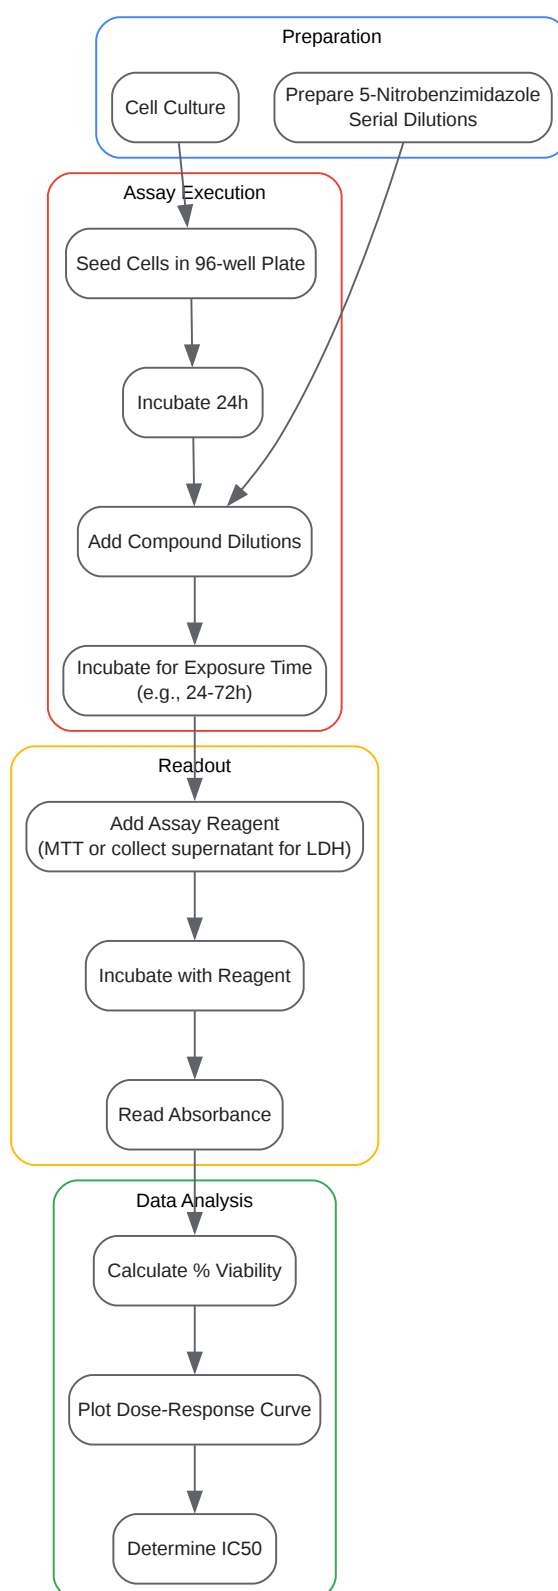 Preparation
Cell Culture
Prepare 5-Nitrobenzimidazole
Serial Dilutions
Assay Execution
Seed Cells in 96-well Plate
Incubate 24h
Add Compound Dilutions
Incubate for Exposure Time
(e.g., 24-72h)
Readout
Add Assay Reagent
(MTT or collect supernatant for LDH)
Incubate with Reagent
Read Absorbance
Data Analysis
Calculate % Viability
Plot Dose-Response Curve
Determine IC50